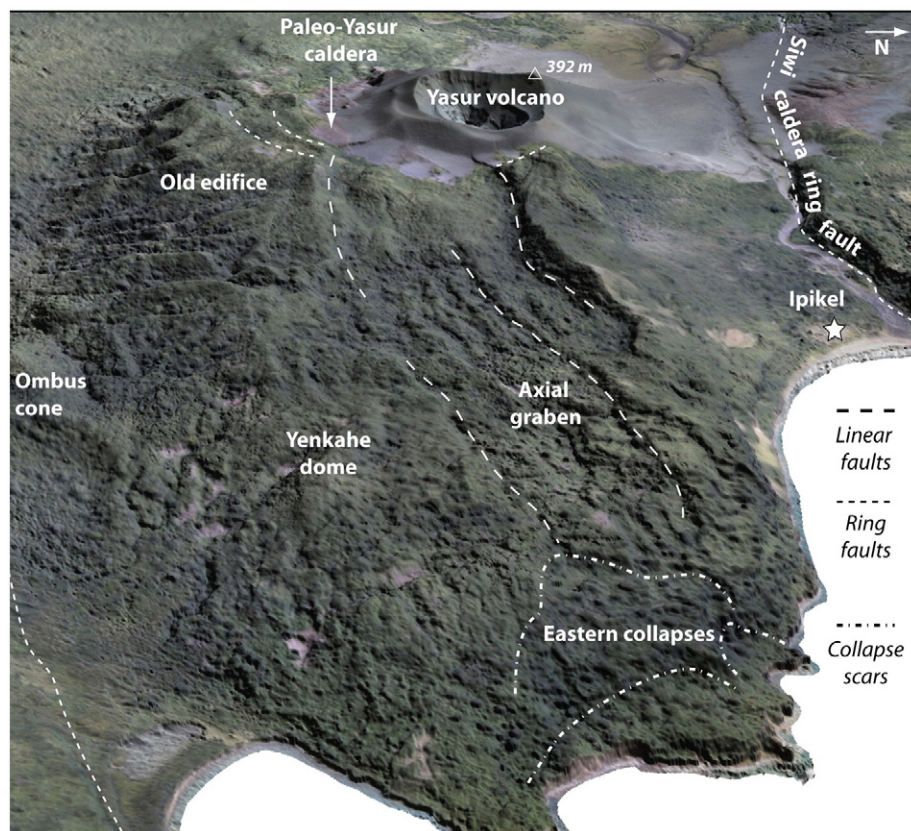 Paleo-Yasur
caldera
392 m
Yasur volcano
N
Siwi caldera ring fault
Old edifice
Ipikel
Ombus
cone
Axial
graben
Yenkahe
dome
Linear
faults
Ring
faults
Eastern collapses
Collapse
scars